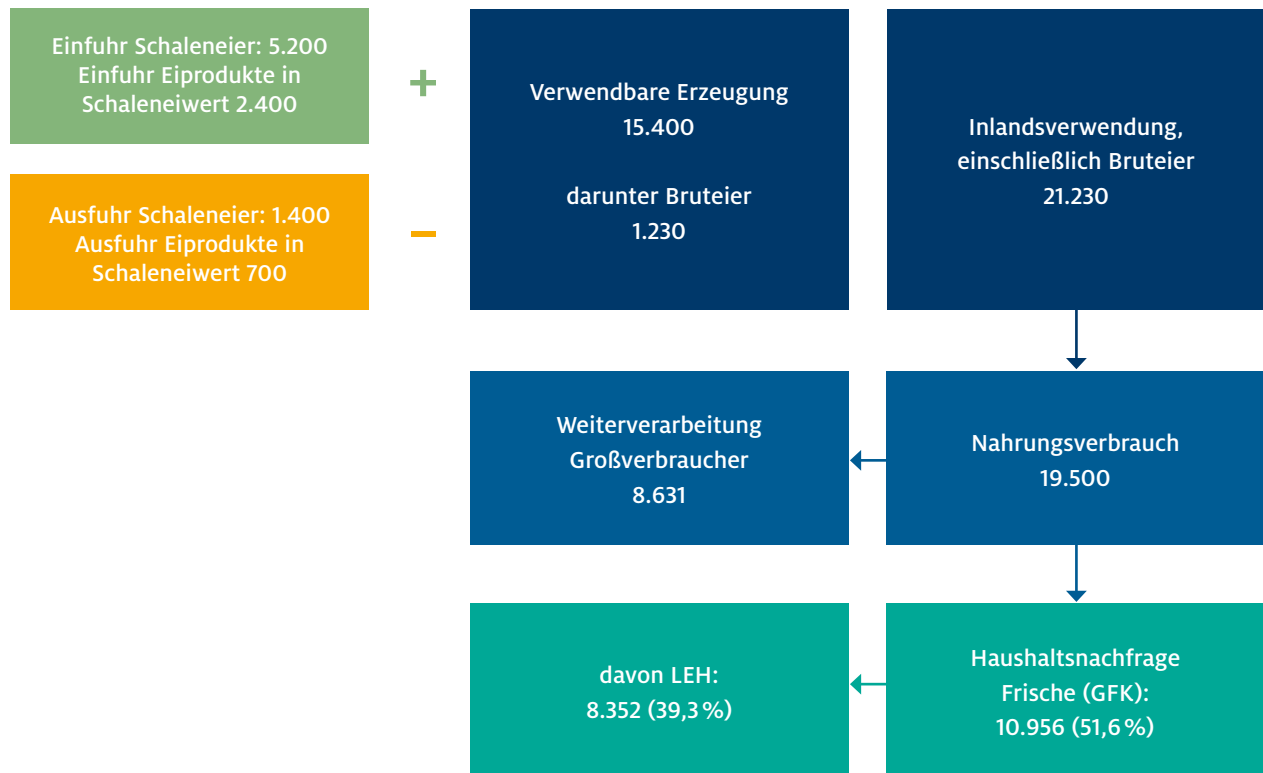 Einfuhr Schaleneier: 5.200
Einfuhr Eiprodukte in
Schaleneiwert 2.400
+
Ausfuhr Schaleneier: 1.400
Ausfuhr Eiprodukte in
Schaleneiwert 700
–
Verwendbare Erzeugung
15.400
darunter Bruteier
1.230
Inlandsverwendung,
einschließlich Bruteier
21.230
Weiterverarbeitung
Großverbraucher
8.631
Nahrungsverbrauch
19.500
davon LEH:
8.352 (39,3 %)
Haushaltsnachfrage
Frische (GFK):
10.956 (51,6 %)